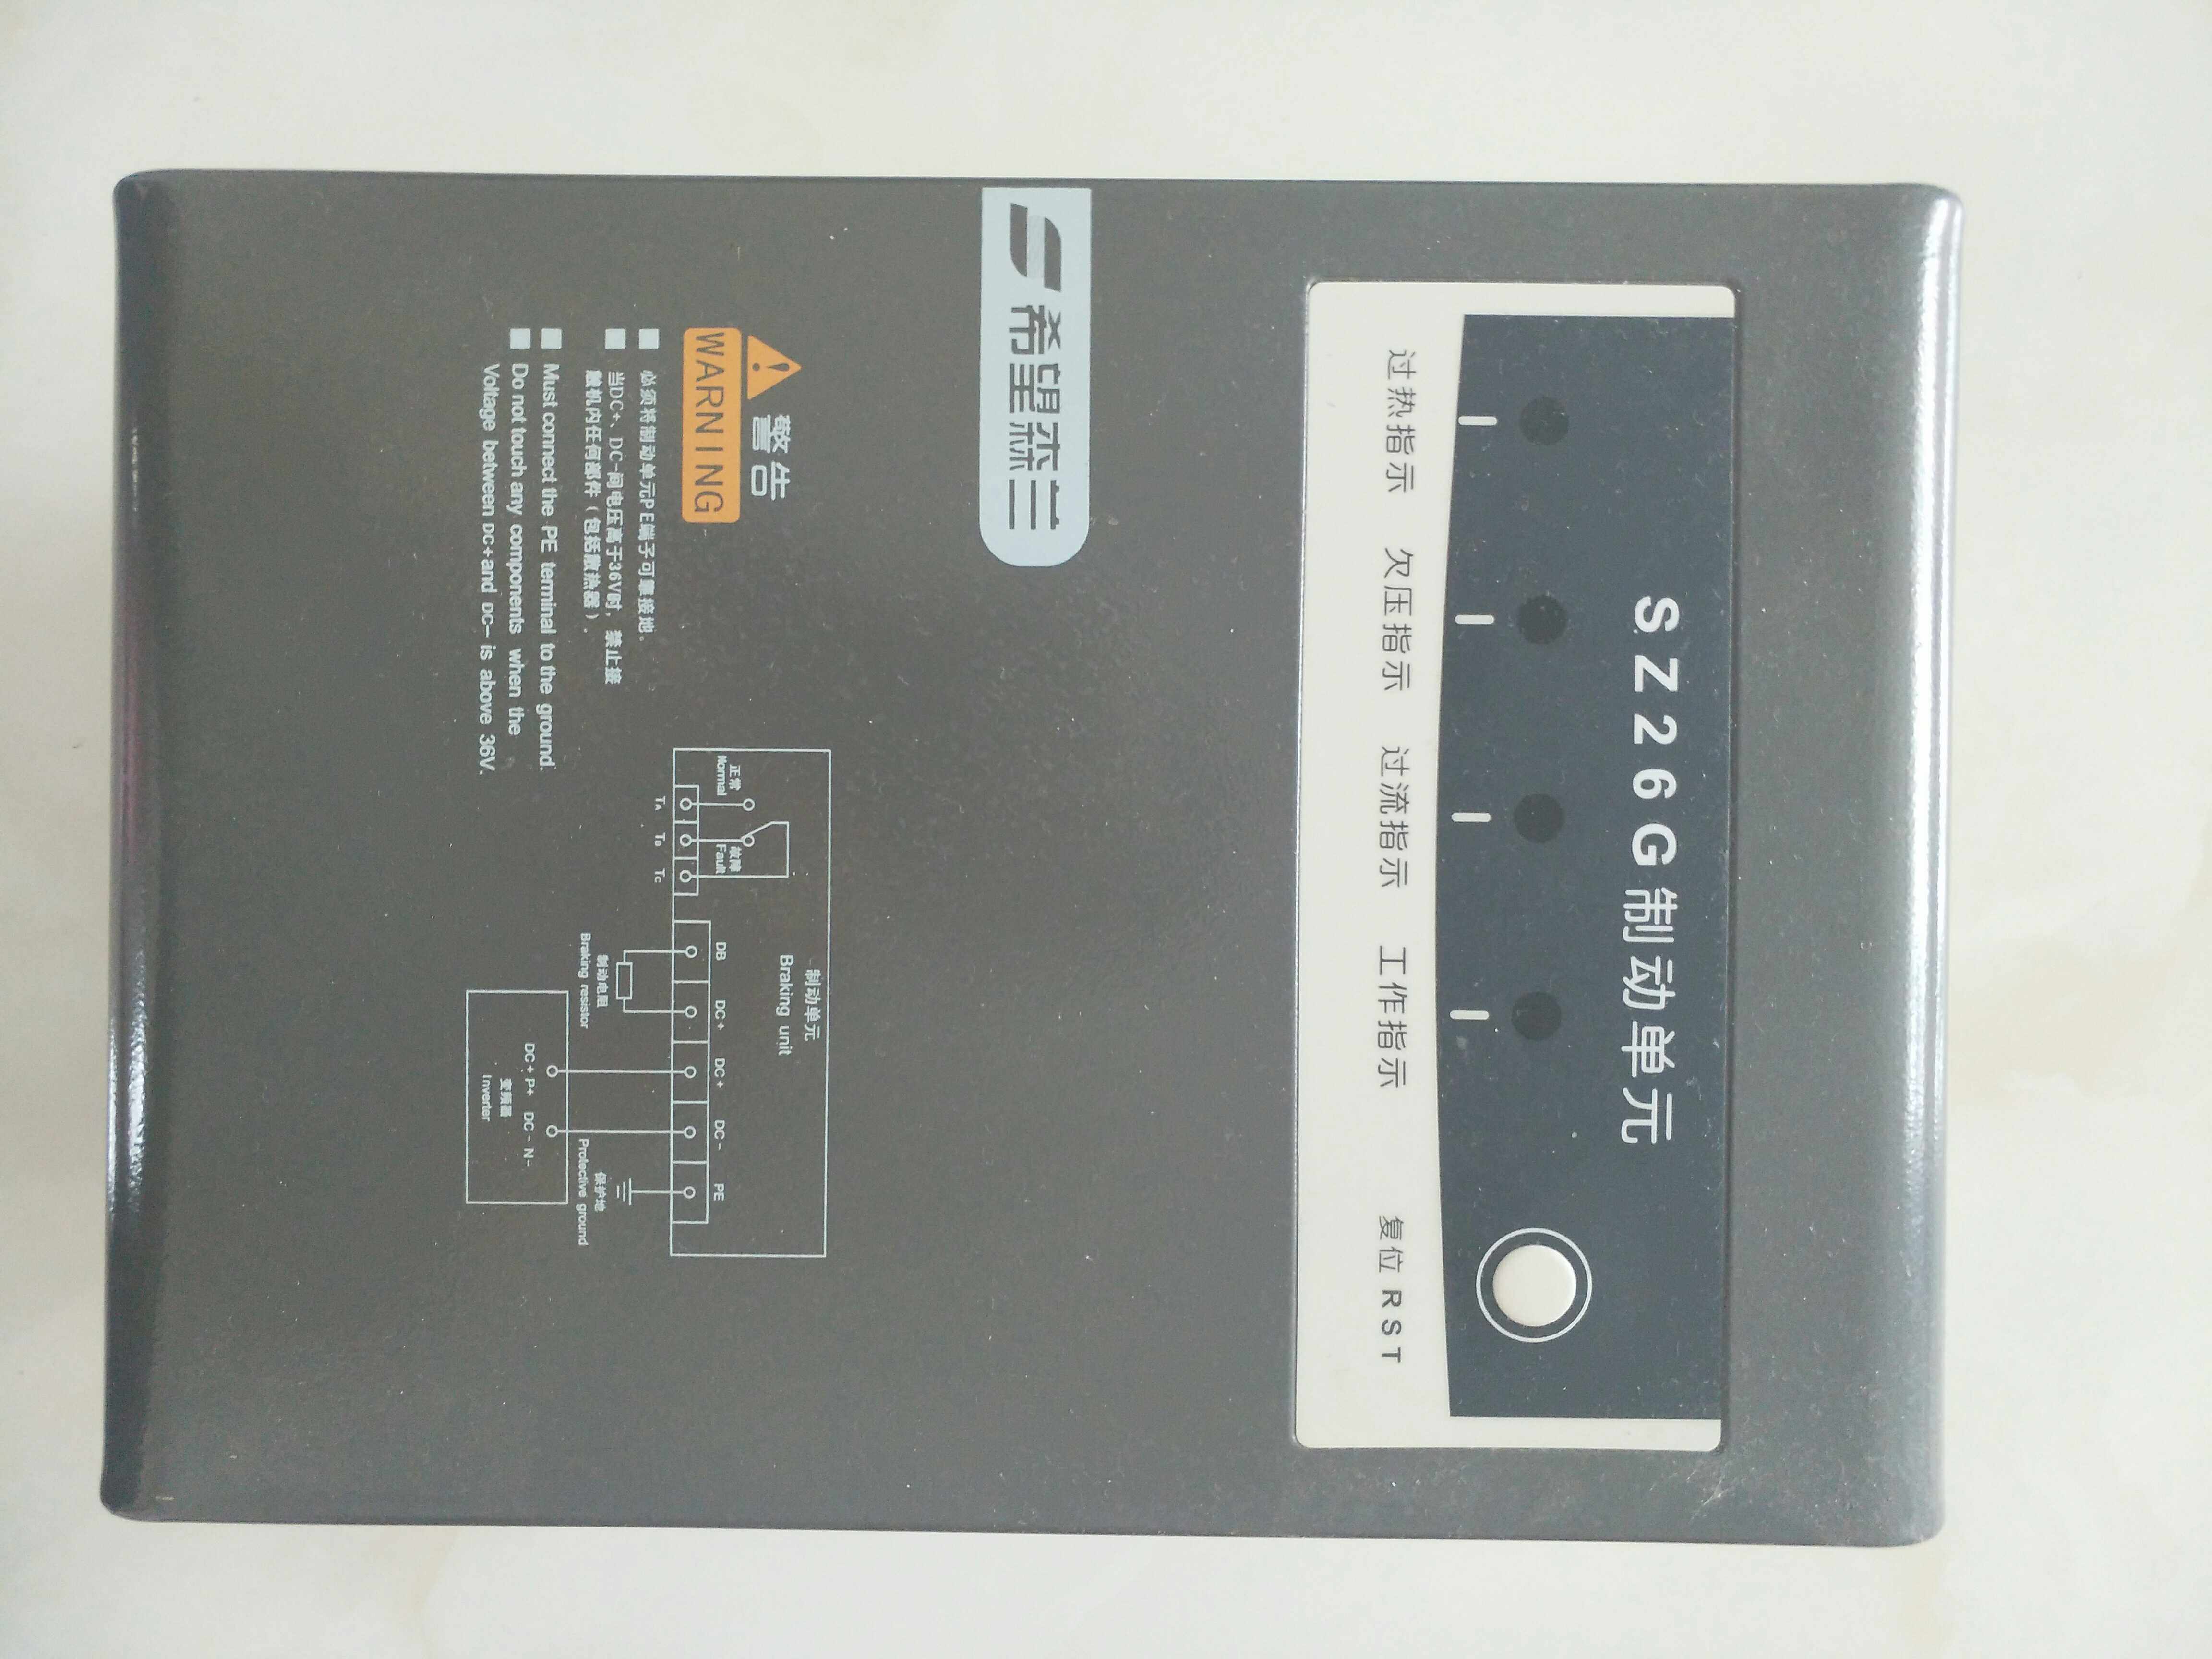 SZ26G制动单元
过热指示 欠压指示 过流指示 工作指示 复位 RST
希望森兰
警告
WARNING
必须将制动单元PE端子可靠接地。
当DC+、DC-间电压高于36V时，禁止接
触机内任何部件（包括散热器）。
Must connect the PE terminal to the ground.
Do not touch any components when the
Voltage between DC+and DC- is above 36V.
制动单元
Braking unit
正常
Normal
故障
Fault
TA TB TC
DB DC+ DC+ DC- PE
制动电阻
Braking resistor
保护地
Protective ground
DC+ P+ DC- N-
变频器
Inverter